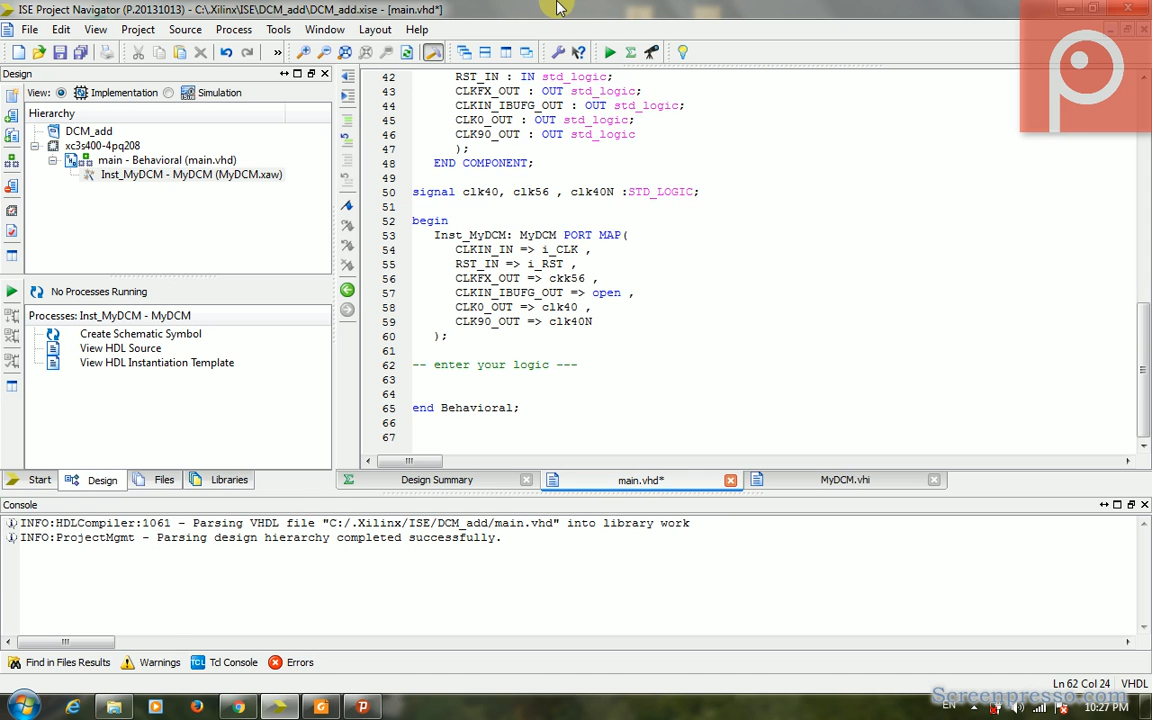 ISE Project Navigator (P.20131013) - C:\.Xilinx\ISE\DCM_add\DCM_add.xise - [main.vhd*]
File Edit View Project Source Process Tools Window Layout Help
»
Design
View: Implementation Simulation
Hierarchy
DCM_add
xc3s400-4pq208
main - Behavioral (main.vhd)
Inst_MyDCM - MyDCM (MyDCM.xaw)
No Processes Running
Processes: Inst_MyDCM - MyDCM
Create Schematic Symbol
View HDL Source
View HDL Instantiation Template
Start Design Files Libraries
42 RST_IN : IN std_logic;
43 CLKFX_OUT : OUT std_logic;
44 CLKIN_IBUFG_OUT : OUT std_logic;
45 CLK0_OUT : OUT std_logic;
46 CLK90_OUT : OUT std_logic
47 );
48 END COMPONENT;
49
50 signal clk40, clk56 , clk40N :STD_LOGIC;
51
52 begin
53 Inst_MyDCM: MyDCM PORT MAP(
54 CLKIN_IN => i_CLK ,
55 RST_IN => i_RST ,
56 CLKFX_OUT => ckk56 ,
57 CLKIN_IBUFG_OUT => open ,
58 CLK0_OUT => clk40 ,
59 CLK90_OUT => clk40N
60 );
61
62 -- enter your logic ---
63
64
65 end Behavioral;
66
67
Design Summary main.vhd* MyDCM.vhi
Console
INFO:HDLCompiler:1061 - Parsing VHDL file "C:/.Xilinx/ISE/DCM_add/main.vhd" into library work
INFO:ProjectMgmt - Parsing design hierarchy completed successfully.
Find in Files Results Warnings Tcl Console Errors
Ln 62 Col 24 VHDL
Screenpresso.com
EN 10:27 PM